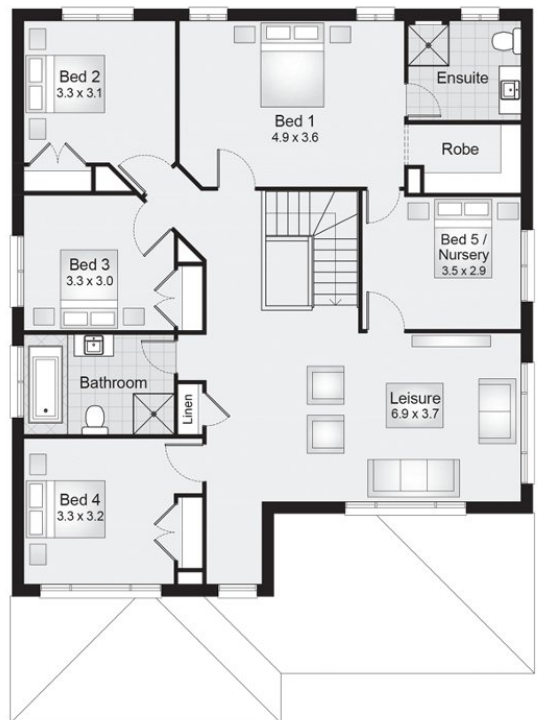 Bed 2
3.3 x 3.1
Bed 1
4.9 x 3.6
Ensuite
Robe
Bed 3
3.3 x 3.0
Bed 5 /
Nursery
3.5 x 2.9
Bathroom
Linen
Leisure
6.9 x 3.7
Bed 4
3.3 x 3.2